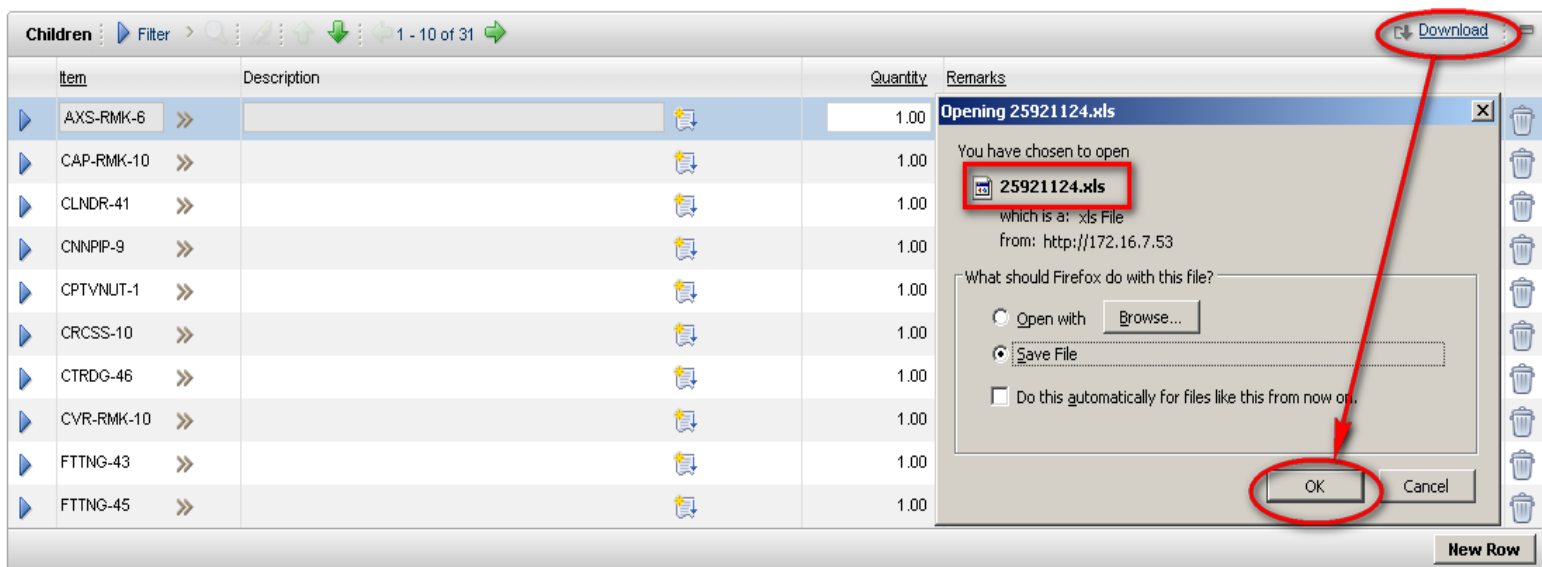 Children Filter 1 - 10 of 31 Download
Item Description Quantity Remarks
AXS-RMK-6 1.00
CAP-RMK-10 1.00
CLNDR-41 1.00
CNNPIP-9 1.00
CPTVNUT-1 1.00
CRCSS-10 1.00
CTRDG-46 1.00
CVR-RMK-10 1.00
FTTNG-43 1.00
FTTNG-45 1.00
Opening 25921124.xls
You have chosen to open
25921124.xls
which is a: xls File
from: http://172.16.7.53
What should Firefox do with this file?
Open with Browse...
Save File
Do this automatically for files like this from now on.
OK Cancel
New Row